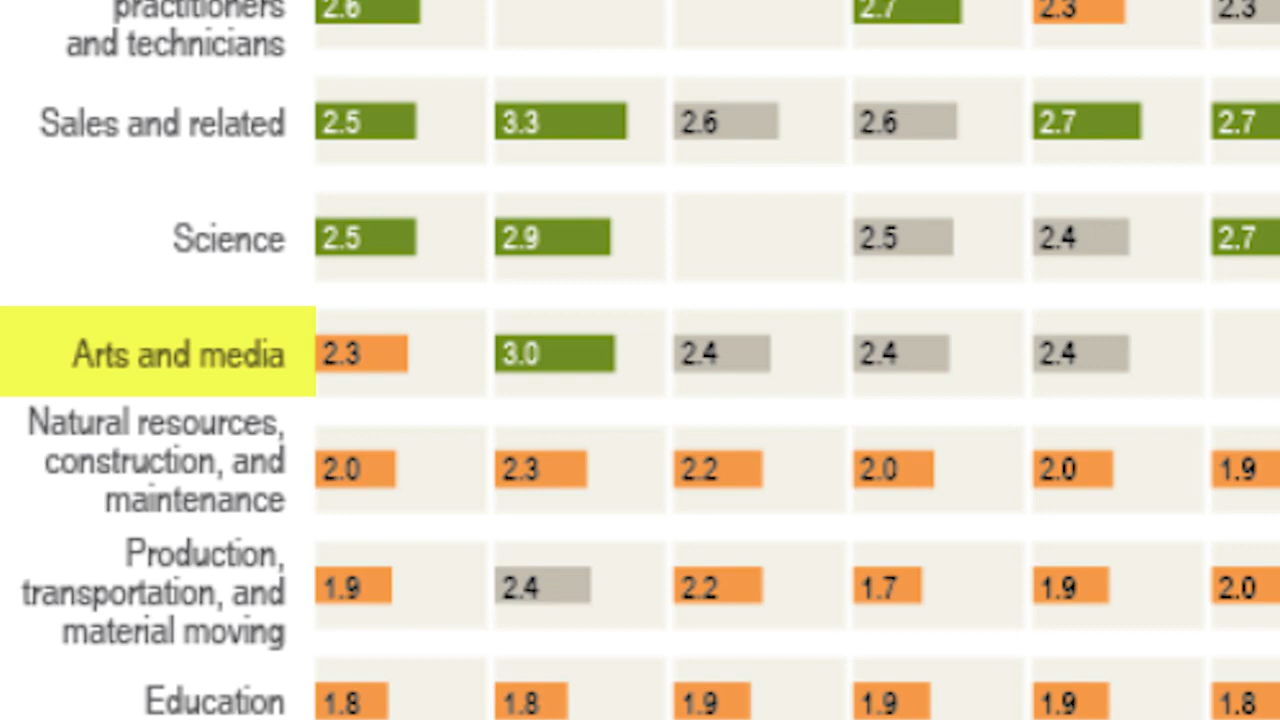 practitioners
and technicians
2.6 2.7 2.3 2.3
Sales and related 2.5 3.3 2.6 2.6 2.7 2.7
Science 2.5 2.9 2.5 2.4 2.7
Arts and media 2.3 3.0 2.4 2.4 2.4
Natural resources,
construction, and
maintenance
2.0 2.3 2.2 2.0 2.0 1.9
Production,
transportation, and
material moving
1.9 2.4 2.2 1.7 1.9 2.0
Education 1.8 1.8 1.9 1.9 1.9 1.8